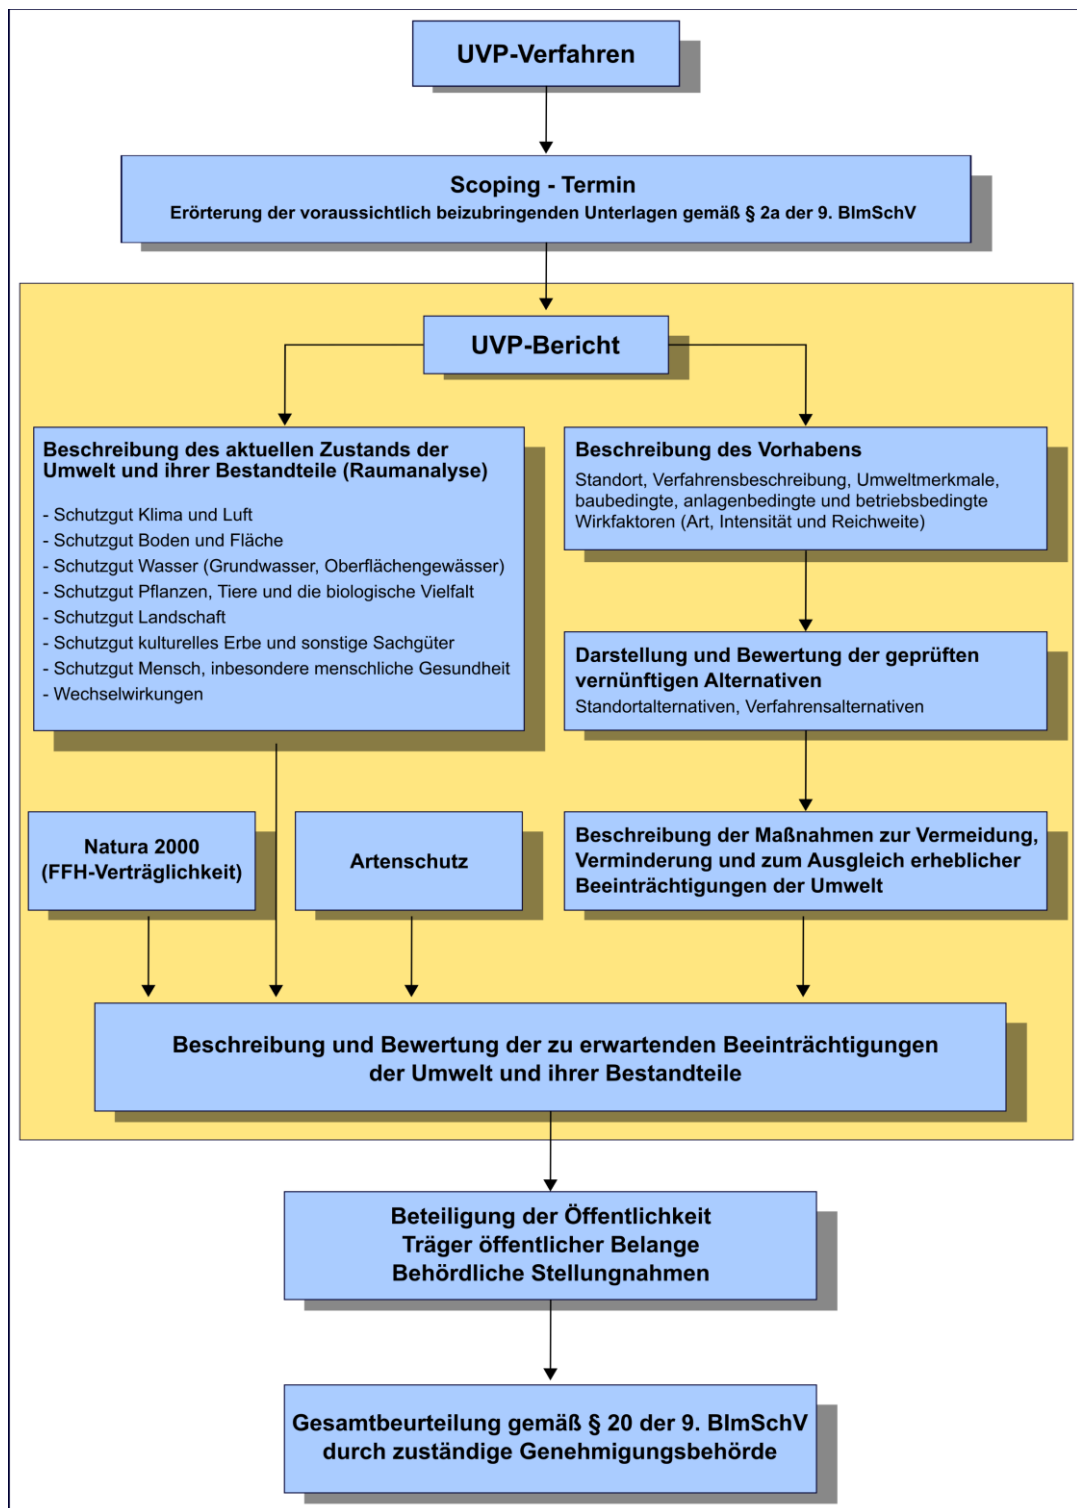 UVP-Verfahren
Scoping - Termin
Erörterung der voraussichtlich beizubringenden Unterlagen gemäß § 2a der 9. BImSchV
UVP-Bericht
Beschreibung des aktuellen Zustands der
Umwelt und ihrer Bestandteile (Raumanalyse)
- Schutzgut Klima und Luft
- Schutzgut Boden und Fläche
- Schutzgut Wasser (Grundwasser, Oberflächengewässer)
- Schutzgut Pflanzen, Tiere und die biologische Vielfalt
- Schutzgut Landschaft
- Schutzgut kulturelles Erbe und sonstige Sachgüter
- Schutzgut Mensch, inbesondere menschliche Gesundheit
- Wechselwirkungen
Beschreibung des Vorhabens
Standort, Verfahrensbeschreibung, Umweltmerkmale,
baubedingte, anlagenbedingte und betriebsbedingte
Wirkfaktoren (Art, Intensität und Reichweite)
Darstellung und Bewertung der geprüften
vernünftigen Alternativen
Standortalternativen, Verfahrensalternativen
Natura 2000
(FFH-Verträglichkeit)
Artenschutz
Beschreibung der Maßnahmen zur Vermeidung,
Verminderung und zum Ausgleich erheblicher
Beeinträchtigungen der Umwelt
Beschreibung und Bewertung der zu erwartenden Beeinträchtigungen
der Umwelt und ihrer Bestandteile
Beteiligung der Öffentlichkeit
Träger öffentlicher Belange
Behördliche Stellungnahmen
Gesamtbeurteilung gemäß § 20 der 9. BImSchV
durch zuständige Genehmigungsbehörde